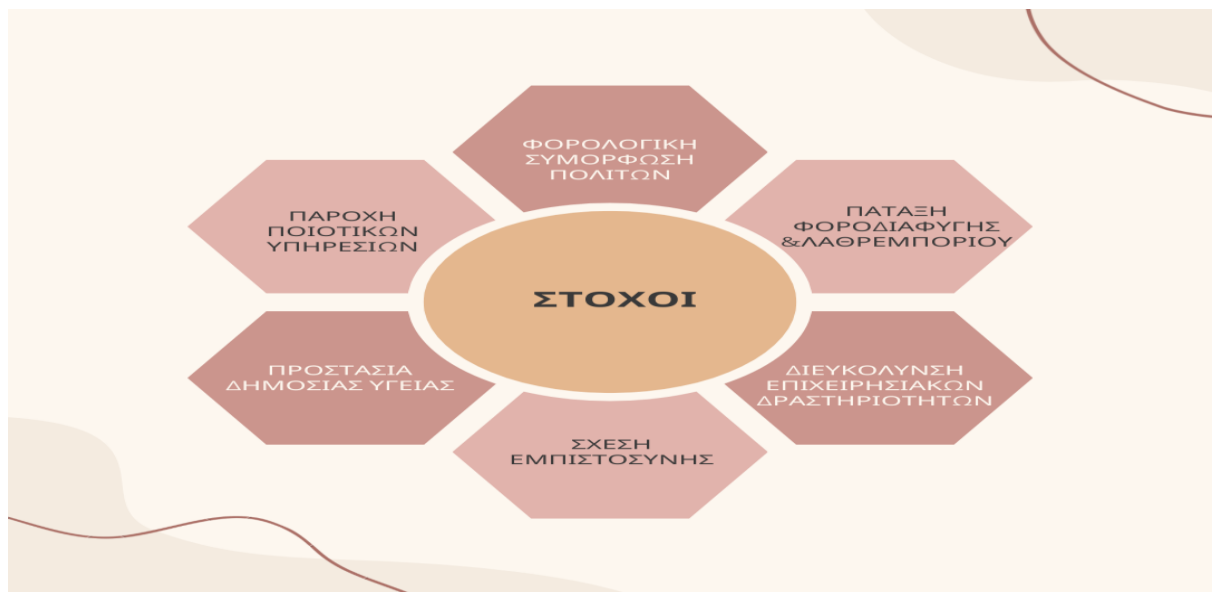 ΦΟΡΟΛΟΓΙΚΗ
ΣΥΜΟΡΦΩΣΗ
ΠΟΛΙΤΩΝ
ΠΑΤΑΞΗ
ΦΟΡΟΔΙΑΦΥΓΗΣ
&ΛΑΘΡΕΜΠΟΡΙΟΥ
ΔΙΕΥΚΟΛΥΝΣΗ
ΕΠΙΧΕΙΡΗΣΙΑΚΩΝ
ΔΡΑΣΤΗΡΙΟΤΗΤΩΝ
ΣΧΕΣΗ
ΕΜΠΙΣΤΟΣΥΝΗΣ
ΠΡΟΣΤΑΣΙΑ
ΔΗΜΟΣΙΑΣ ΥΓΕΙΑΣ
ΠΑΡΟΧΗ
ΠΟΙΟΤΙΚΩΝ
ΥΠΗΡΕΣΙΩΝ
ΣΤΟΧΟΙ